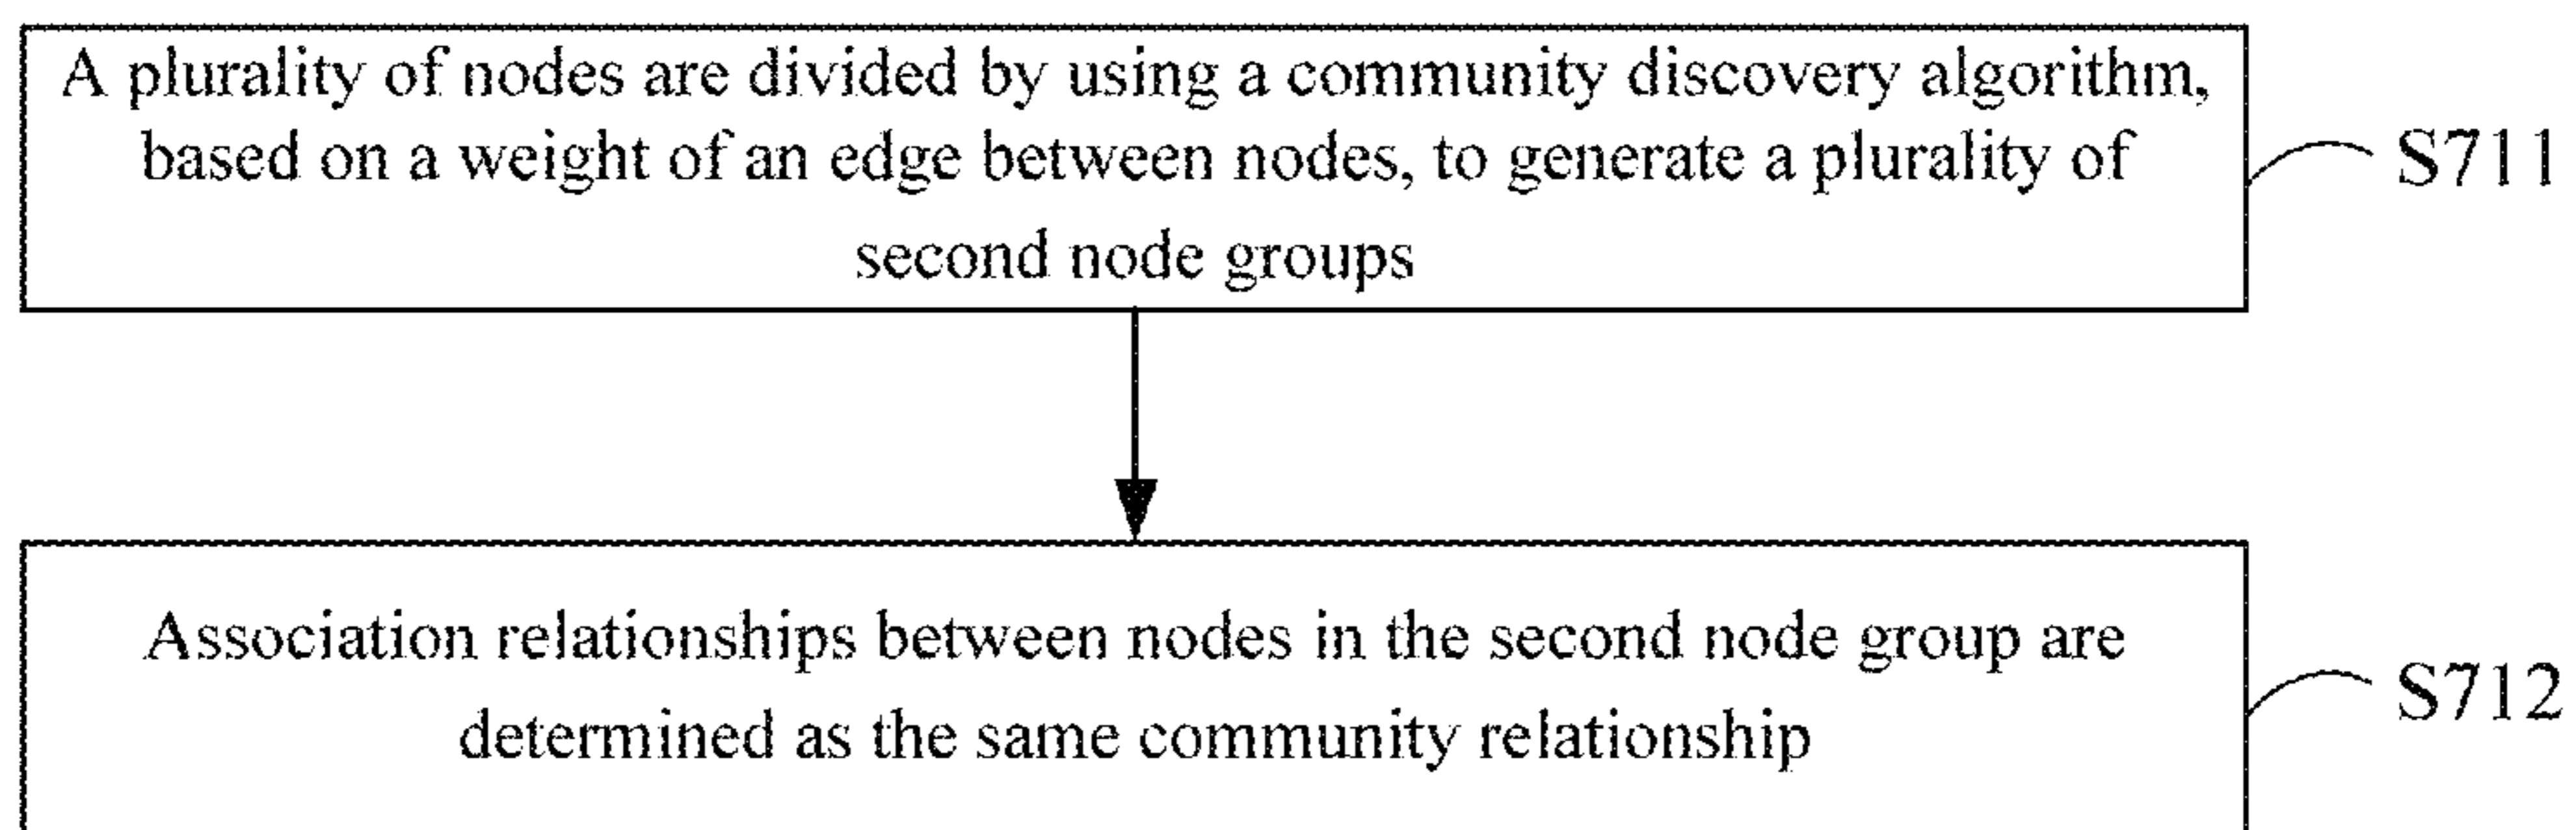 A plurality of nodes are divided by using a community discovery algorithm,
based on a weight of an edge between nodes, to generate a plurality of
second node groups
S711
Association relationships between nodes in the second node group are
determined as the same community relationship
S712